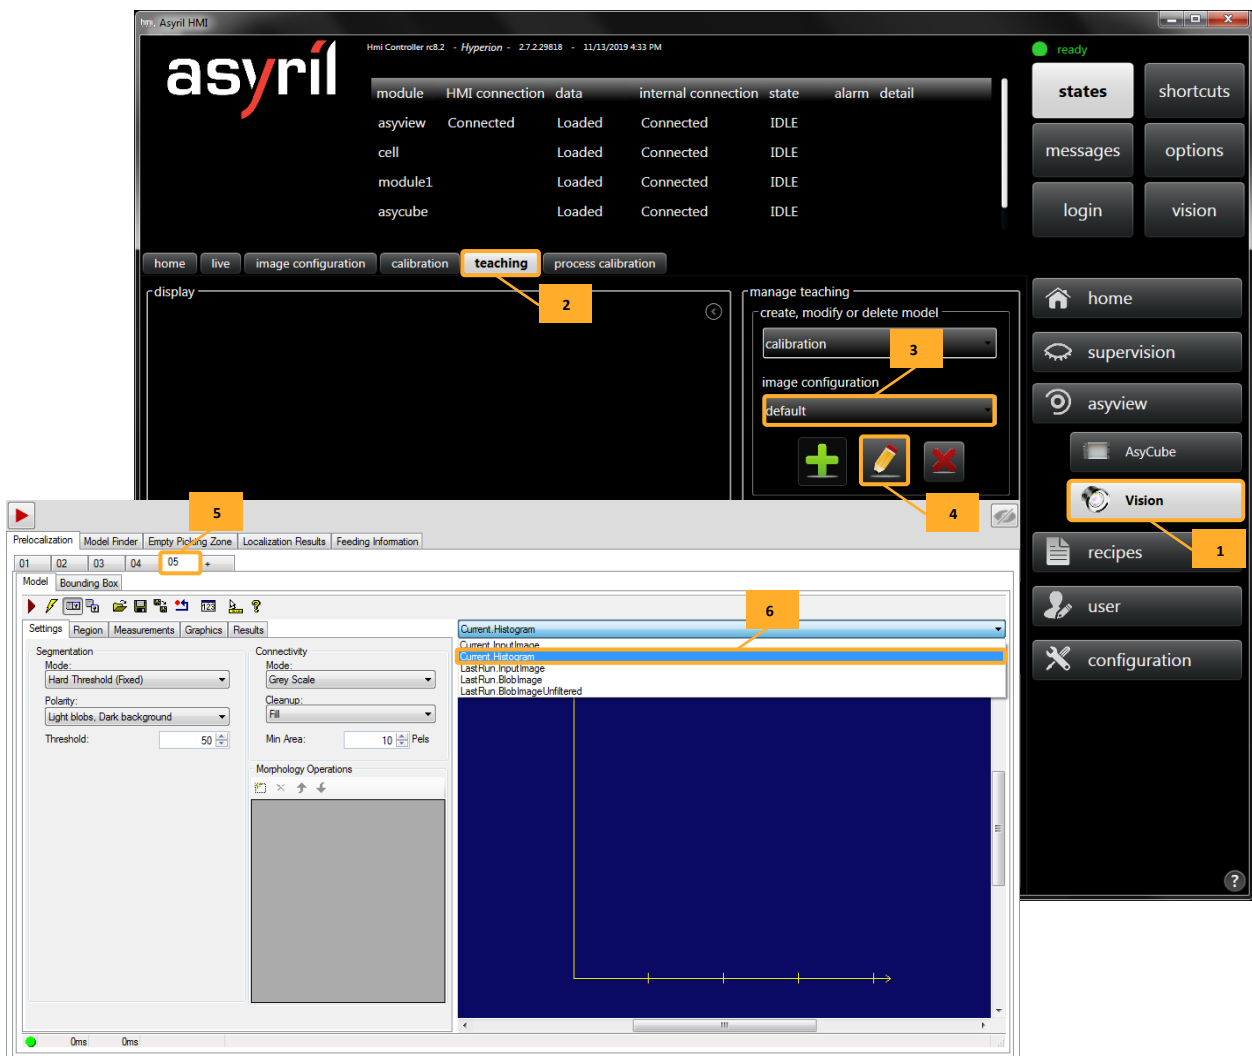 hmi. Asyril HMI
asyril
Hmi Controller rc8.2 - Hyperion - 2.7.2.29818 - 11/13/2019 4:33 PM
ready
module HMI connection data internal connection state alarm detail
asyview Connected Loaded Connected IDLE
cell Loaded Connected IDLE
module1 Loaded Connected IDLE
asycube Loaded Connected IDLE
states shortcuts
messages options
login vision
home live image configuration calibration teaching process calibration
2
display
manage teaching
create, modify or delete model
calibration
3
image configuration
default
4
home
supervision
asyview
AsyCube
Vision
1
recipes
user
configuration
?
5
Prelocalization Model Finder Empty Picking Zone Localization Results Feeding Information
01 02 03 04 05 +
Model Bounding Box
123 ?
6
Settings Region Measurements Graphics Results
Segmentation
Mode:
Hard Threshold (Fixed)
Polarity:
Light blobs, Dark background
Threshold: 50
Connectivity
Mode:
Grey Scale
Cleanup:
Fill
Min Area: 10 Pels
Morphology Operations
Current.Histogram
Current.InputImage
Current.Histogram
LastRun.InputImage
LastRun.BlobImage
LastRun.BlobImageUnfiltered
0ms 0ms